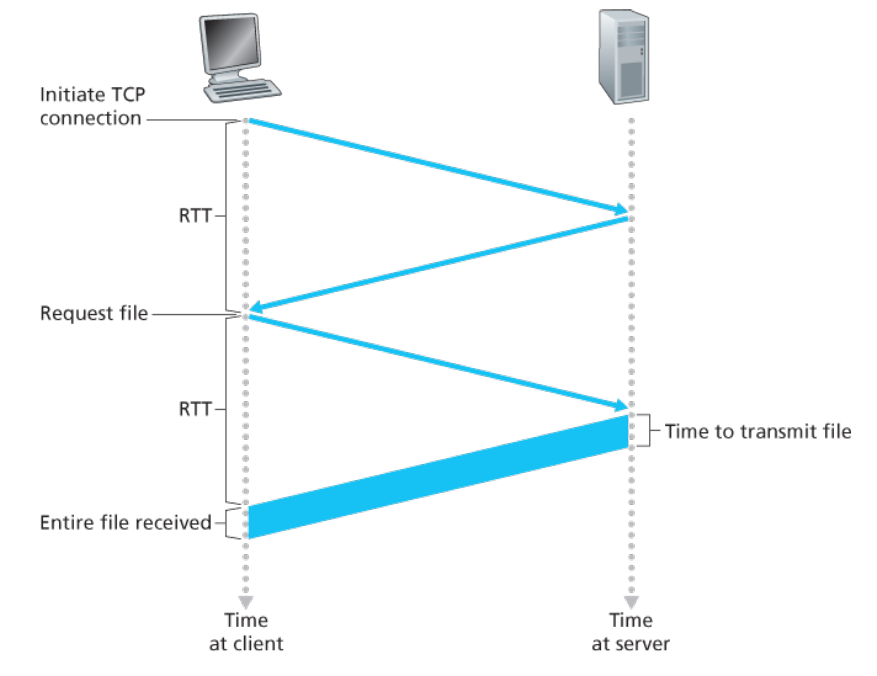 Initiate TCP
connection
RTT
Request file
RTT
Time to transmit file
Entire file received
Time
at client
Time
at server